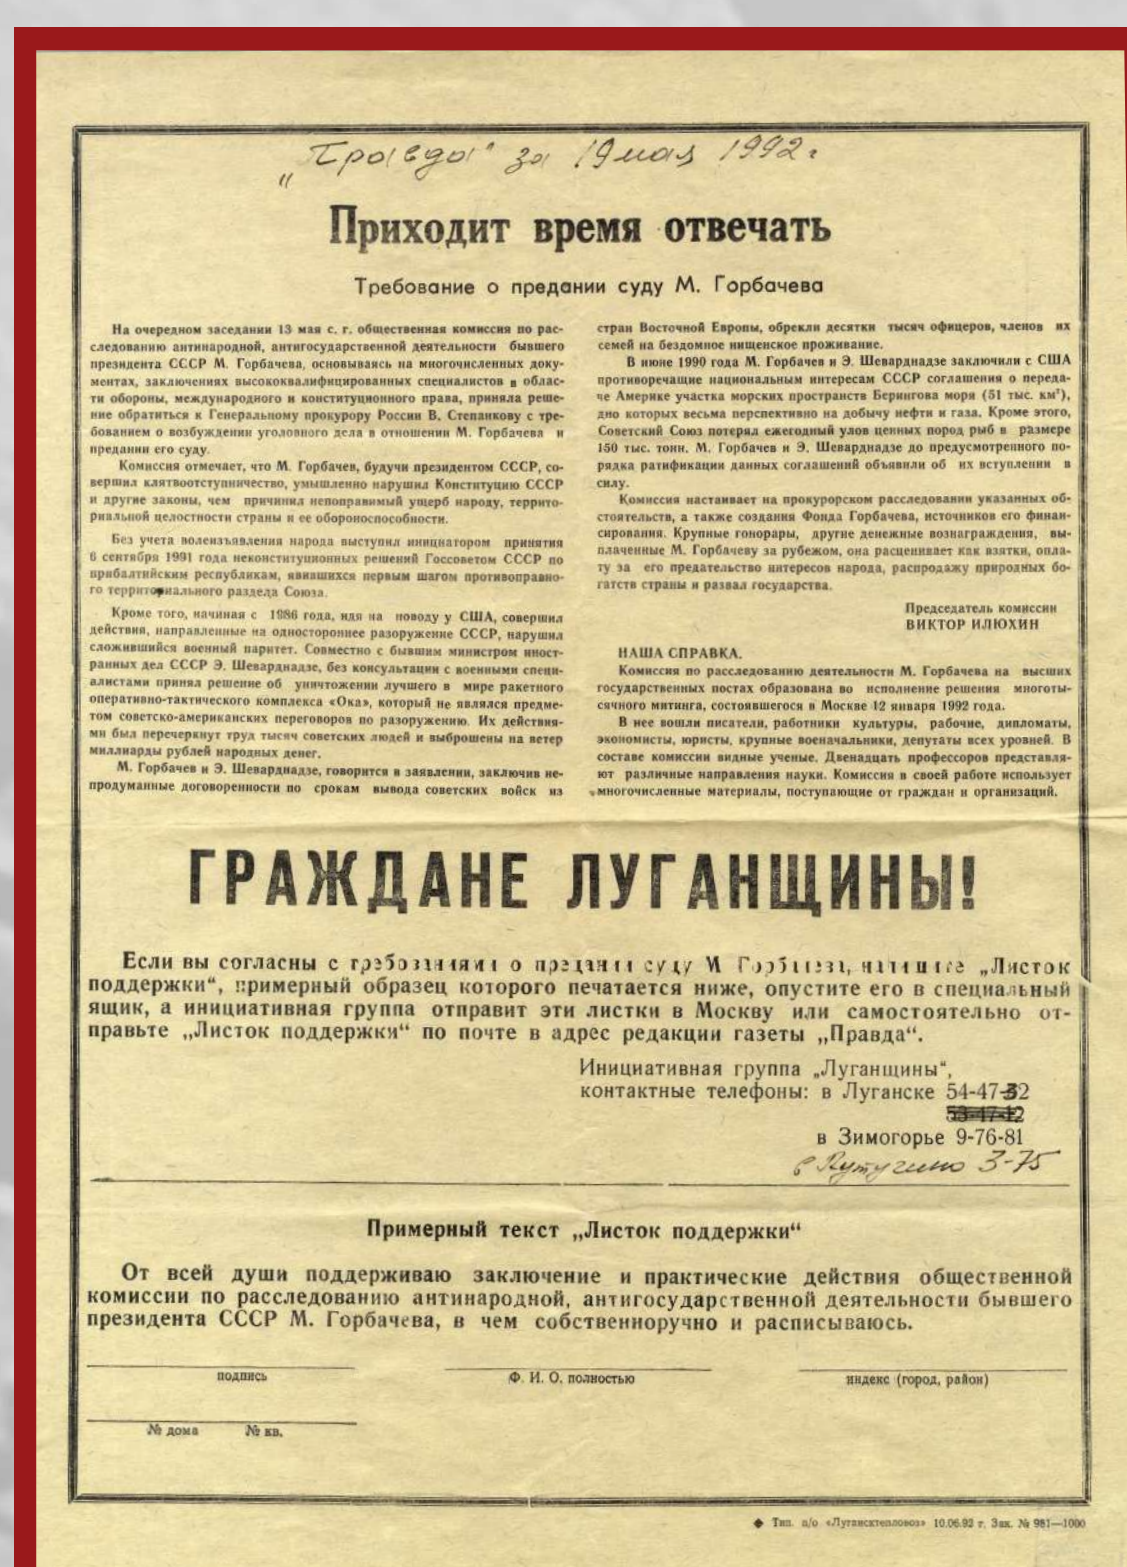 „Правда" за 19 мая 1992 г
Приходит время отвечать
Требование о предании суду М. Горбачева
На очередном заседании 13 мая с. г. общественная комиссия по рас-
следованию антинародной, антигосударственной деятельности бывшего
президента СССР М. Горбачева, основываясь на многочисленных доку-
ментах, заключениях высококвалифицированных специалистов в облас-
ти обороны, международного и конституционного права, приняла реше-
ние обратиться к Генеральному прокурору России В. Степанкову с тре-
бованием о возбуждении уголовного дела в отношении М. Горбачева и
предании его суду.
Комиссия отмечает, что М. Горбачев, будучи президентом СССР, со-
вершил клятвоотступничество, умышленно нарушил Конституцию СССР
и другие законы, чем причинил непоправимый ущерб народу, террито-
риальной целостности страны и ее обороноспособности.
Без учета волеизъявления народа выступил инициатором принятия
6 сентября 1991 года неконституционных решений Госсоветом СССР по
прибалтийским республикам, явившихся первым шагом противоправно-
го территориального раздела Союза.
Кроме того, начиная с 1986 года, идя на поводу у США, совершил
действия, направленные на одностороннее разоружение СССР, нарушил
сложившийся военный паритет. Совместно с бывшим министром иност-
ранных дел СССР Э. Шеварднадзе, без консультации с военными специ-
алистами принял решение об уничтожении лучшего в мире ракетного
оперативно-тактического комплекса «Ока», который не являлся предме-
том советско-американских переговоров по разоружению. Их действия-
ми был перечеркнут труд тысяч советских людей и выброшены на ветер
миллиарды рублей народных денег.
М. Горбачев и Э. Шеварднадзе, говорится в заявлении, заключив не-
продуманные договоренности по срокам вывода советских войск из
стран Восточной Европы, обрекли десятки тысяч офицеров, членов их
семей на бездомное нищенское проживание.
В июне 1990 года М. Горбачев и Э. Шеварднадзе заключили с США
противоречащие национальным интересам СССР соглашения о переда-
че Америке участка морских пространств Берингова моря (51 тыс. км²),
дно которых весьма перспективно на добычу нефти и газа. Кроме этого,
Советский Союз потерял ежегодный улов ценных пород рыб в размере
150 тыс. тонн. М. Горбачев и Э. Шеварднадзе до предусмотренного по-
рядка ратификации данных соглашений объявили об их вступлении в
силу.
Комиссия настаивает на прокурорском расследовании указанных об-
стоятельств, а также создания Фонда Горбачева, источников его финан-
сирования. Крупные гонорары, другие денежные вознаграждения, вы-
плаченные М. Горбачеву за рубежом, она расценивает как взятки, опла-
ту за его предательство интересов народа, распродажу природных бо-
гатств страны и развал государства.
Председатель комиссии
ВИКТОР ИЛЮХИН
НАША СПРАВКА.
Комиссия по расследованию деятельности М. Горбачева на высших
государственных постах образована во исполнение решения многоты-
сячного митинга, состоявшегося в Москве 12 января 1992 года.
В нее вошли писатели, работники культуры, рабочие, дипломаты,
экономисты, юристы, крупные военачальники, депутаты всех уровней. В
составе комиссии видные ученые. Двенадцать профессоров представля-
ют различные направления науки. Комиссия в своей работе использует
многочисленные материалы, поступающие от граждан и организаций.
ГРАЖДАНЕ ЛУГАНЩИНЫ!
Если вы согласны с требованиями о предании суду М Горбачева, напишите „Листок
поддержки“, примерный образец которого печатается ниже, опустите его в специальный
ящик, а инициативная группа отправит эти листки в Москву или самостоятельно от-
правьте „Листок поддержки“ по почте в адрес редакции газеты „Правда“.
Инициативная группа „Луганщины“,
контактные телефоны: в Луганске 54-47-32
53-47-12
в Зимогорье 9-76-81
в Лутугино 3-75
Примерный текст „Листок поддержки“
От всей души поддерживаю заключение и практические действия общественной
комиссии по расследованию антинародной, антигосударственной деятельности бывшего
президента СССР М. Горбачева, в чем собственноручно и расписываюсь.
подпись Ф. И. О. полностью индекс (город, район)
№ дома № кв.
◆ Тип. п/о «Лугансктепловоз» 10.06.92 г. Зак. № 981—1000